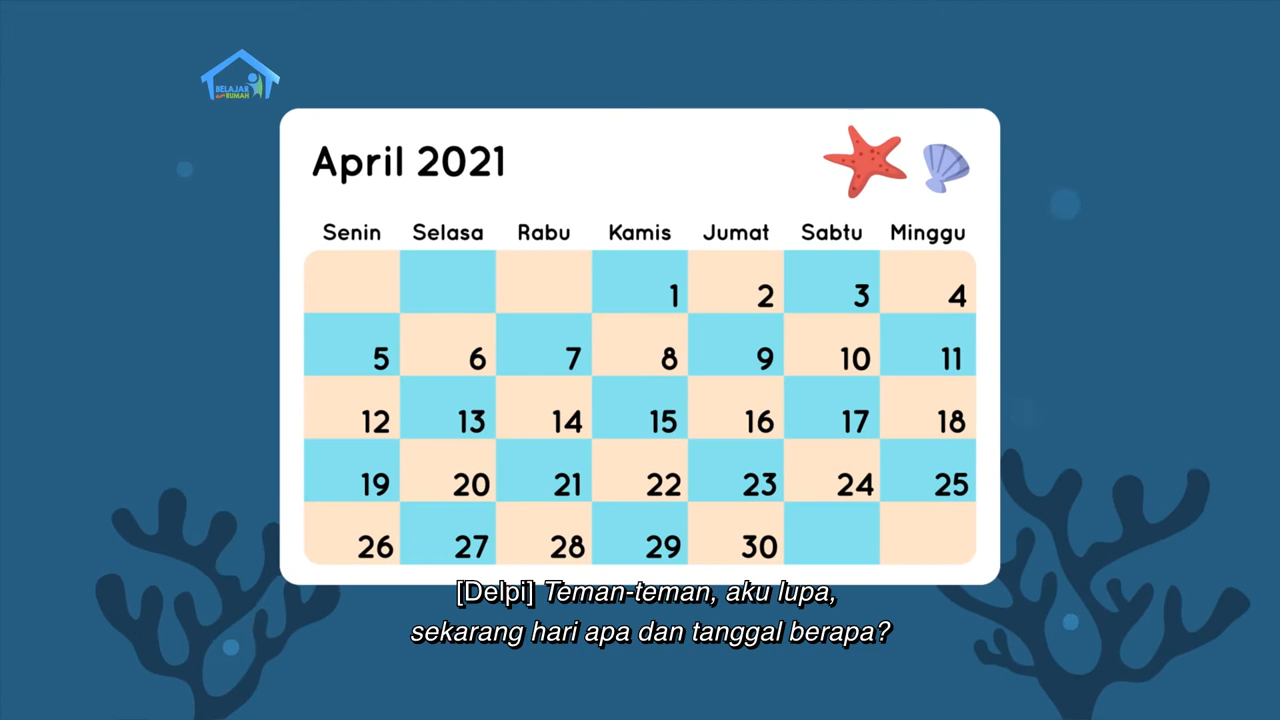 BELAJAR
dari RUMAH
April 2021
Senin Selasa Rabu Kamis Jumat Sabtu Minggu
1 2 3 4
5 6 7 8 9 10 11
12 13 14 15 16 17 18
19 20 21 22 23 24 25
26 27 28 29 30
[Delpi] Teman-teman, aku lupa,
sekarang hari apa dan tanggal berapa?